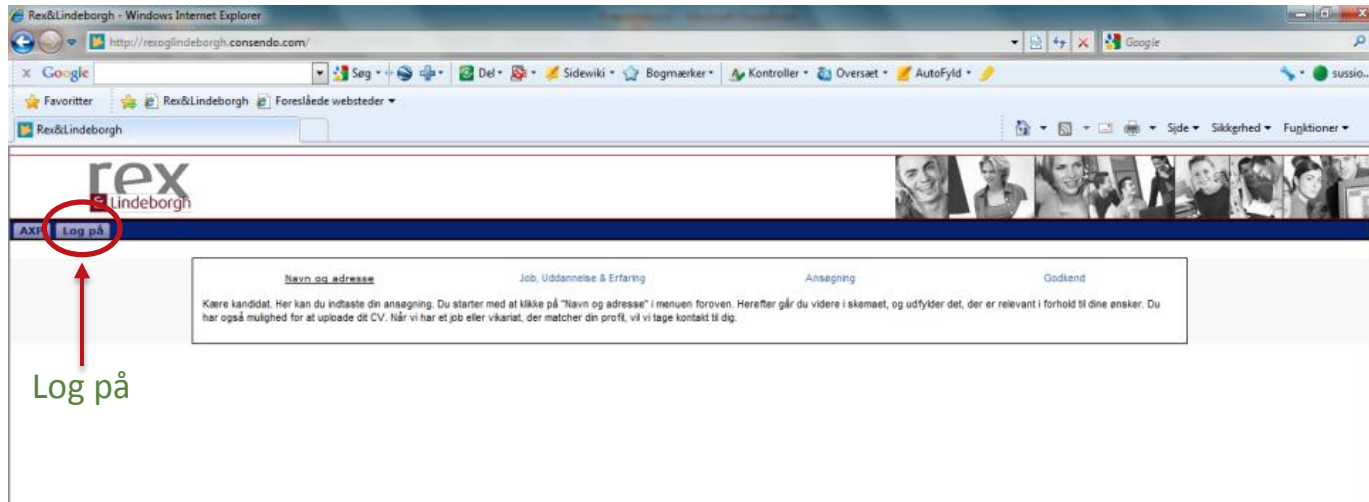 Rex&Lindeborgh - Windows Internet Explorer
http://rexoglindeborgh.consendo.com/
Google
x Google Søg Del Sidewiki Bogmærker Kontroller Oversæt AutoFyld sussio..
Favoritter Rex&Lindeborgh Foreslåede websteder
Rex&Lindeborgh Side Sikkerhed Funktioner
rex
& Lindeborgh
Log på
Navn og adresse Job, Uddannelse & Erfaring Ansøgning Godkend
Kære kandidat. Her kan du indtaste din ansøgning. Du starter med at klikke på "Navn og adresse" i menuen foroven. Herefter går du videre i skemaet, og udfylder det, der er relevant i forhold til dine ønsker. Du
har også mulighed for at uploade dit CV. Når vi har et job eller vikariat, der matcher din profil, vil vi tage kontakt til dig.
Log på